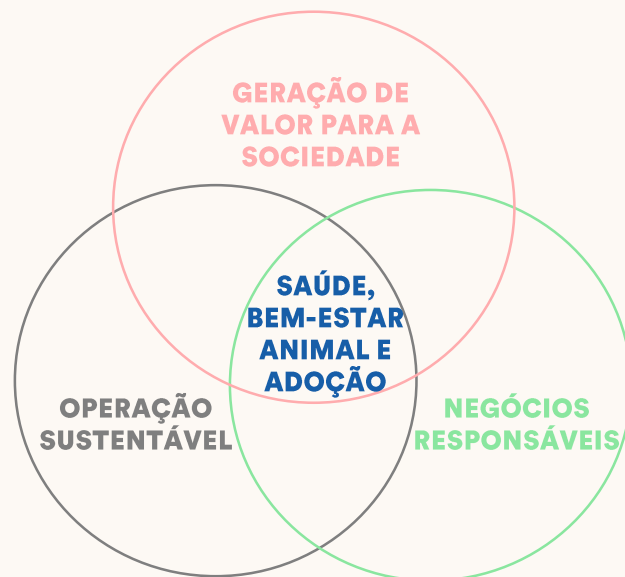 GERAÇÃO DE
VALOR PARA A
SOCIEDADE
SAÚDE,
BEM-ESTAR
ANIMAL E
ADOÇÃO
OPERAÇÃO
SUSTENTÁVEL
NEGÓCIOS
RESPONSÁVEIS